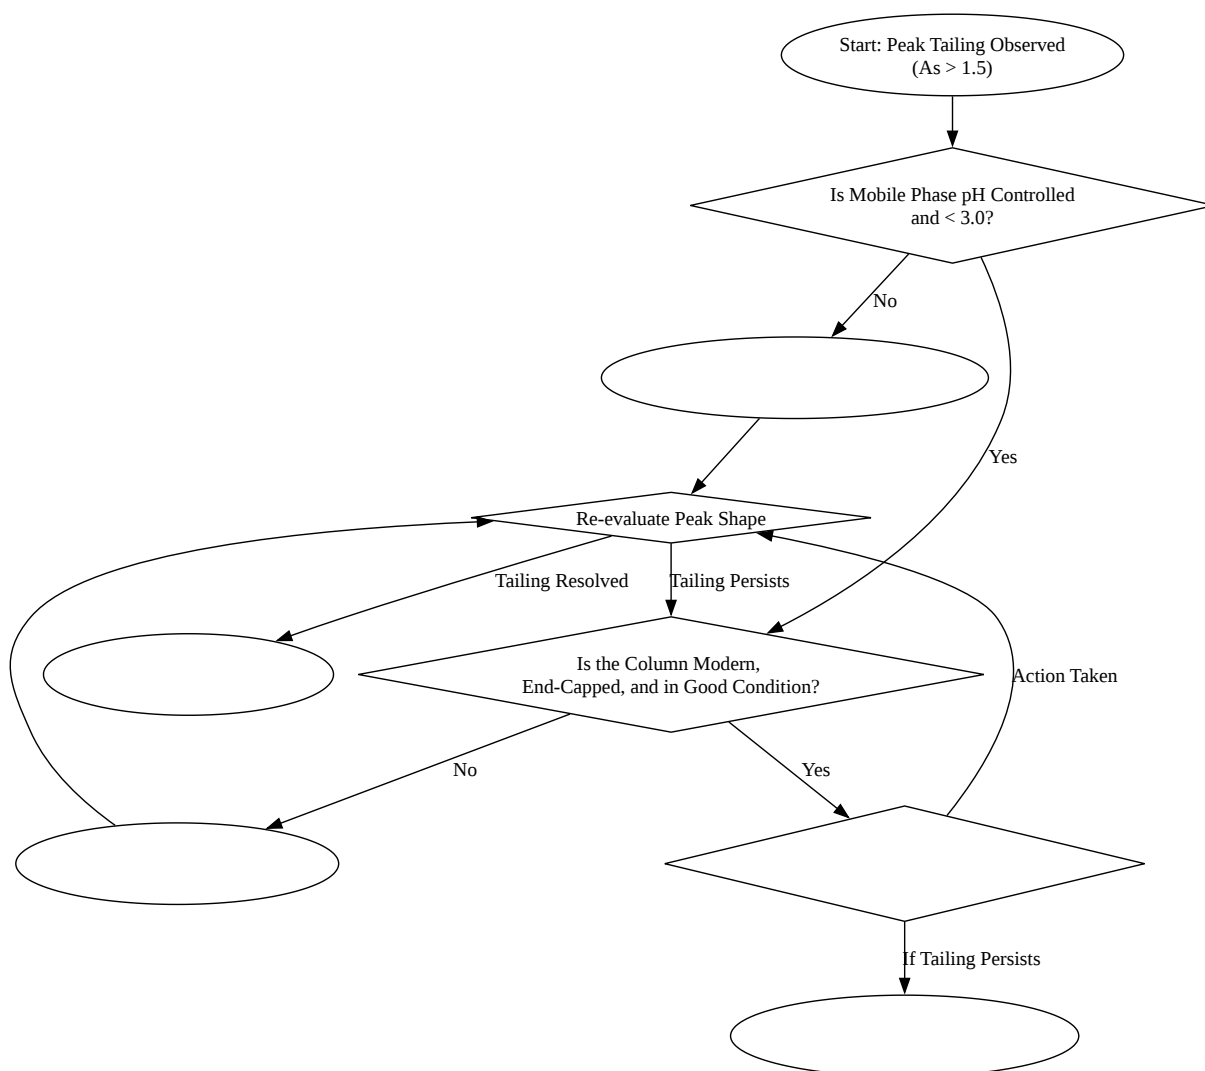 Start: Peak Tailing Observed
(As > 1.5)
Is Mobile Phase pH Controlled
and < 3.0?
No
Yes
Re-evaluate Peak Shape
Tailing Resolved
Tailing Persists
Is the Column Modern,
End-Capped, and in Good Condition?
Action Taken
No
Yes
If Tailing Persists